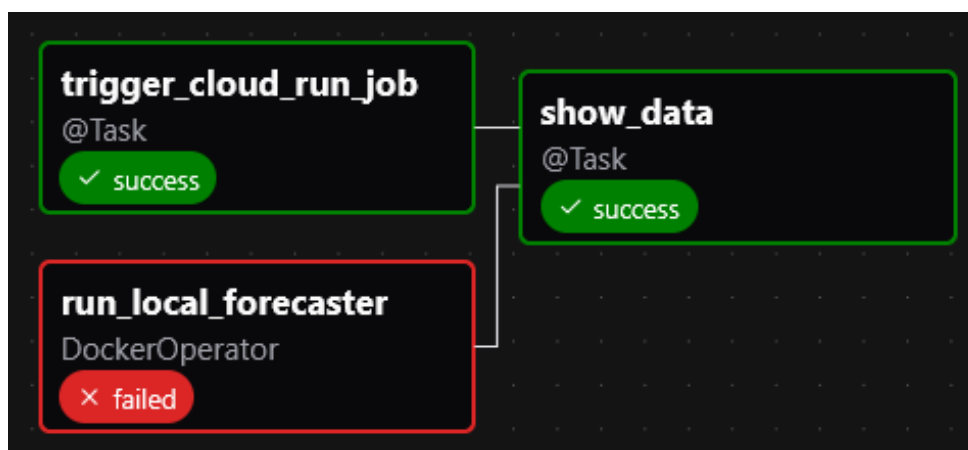 trigger_cloud_run_job
@Task
success
show_data
@Task
success
run_local_forecaster
DockerOperator
failed